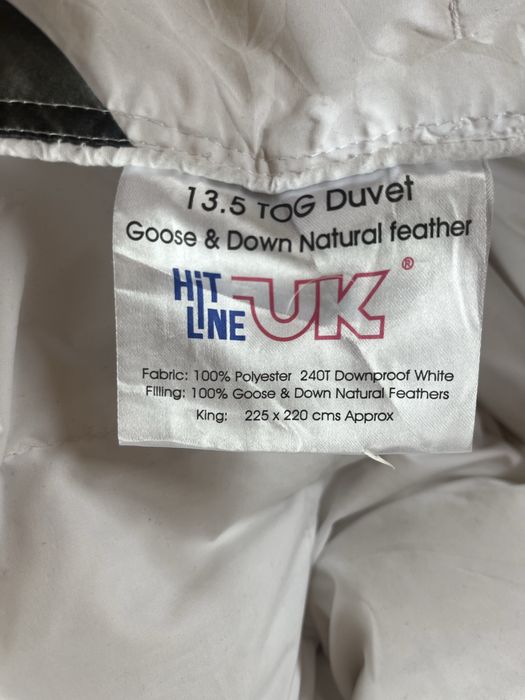 13.5 TOG Duvet
Goose & Down Natural feather
HiT
LINE UK ®
Fabric: 100% Polyester 240T Downproof White
Filling: 100% Goose & Down Natural Feathers
King: 225 x 220 cms Approx